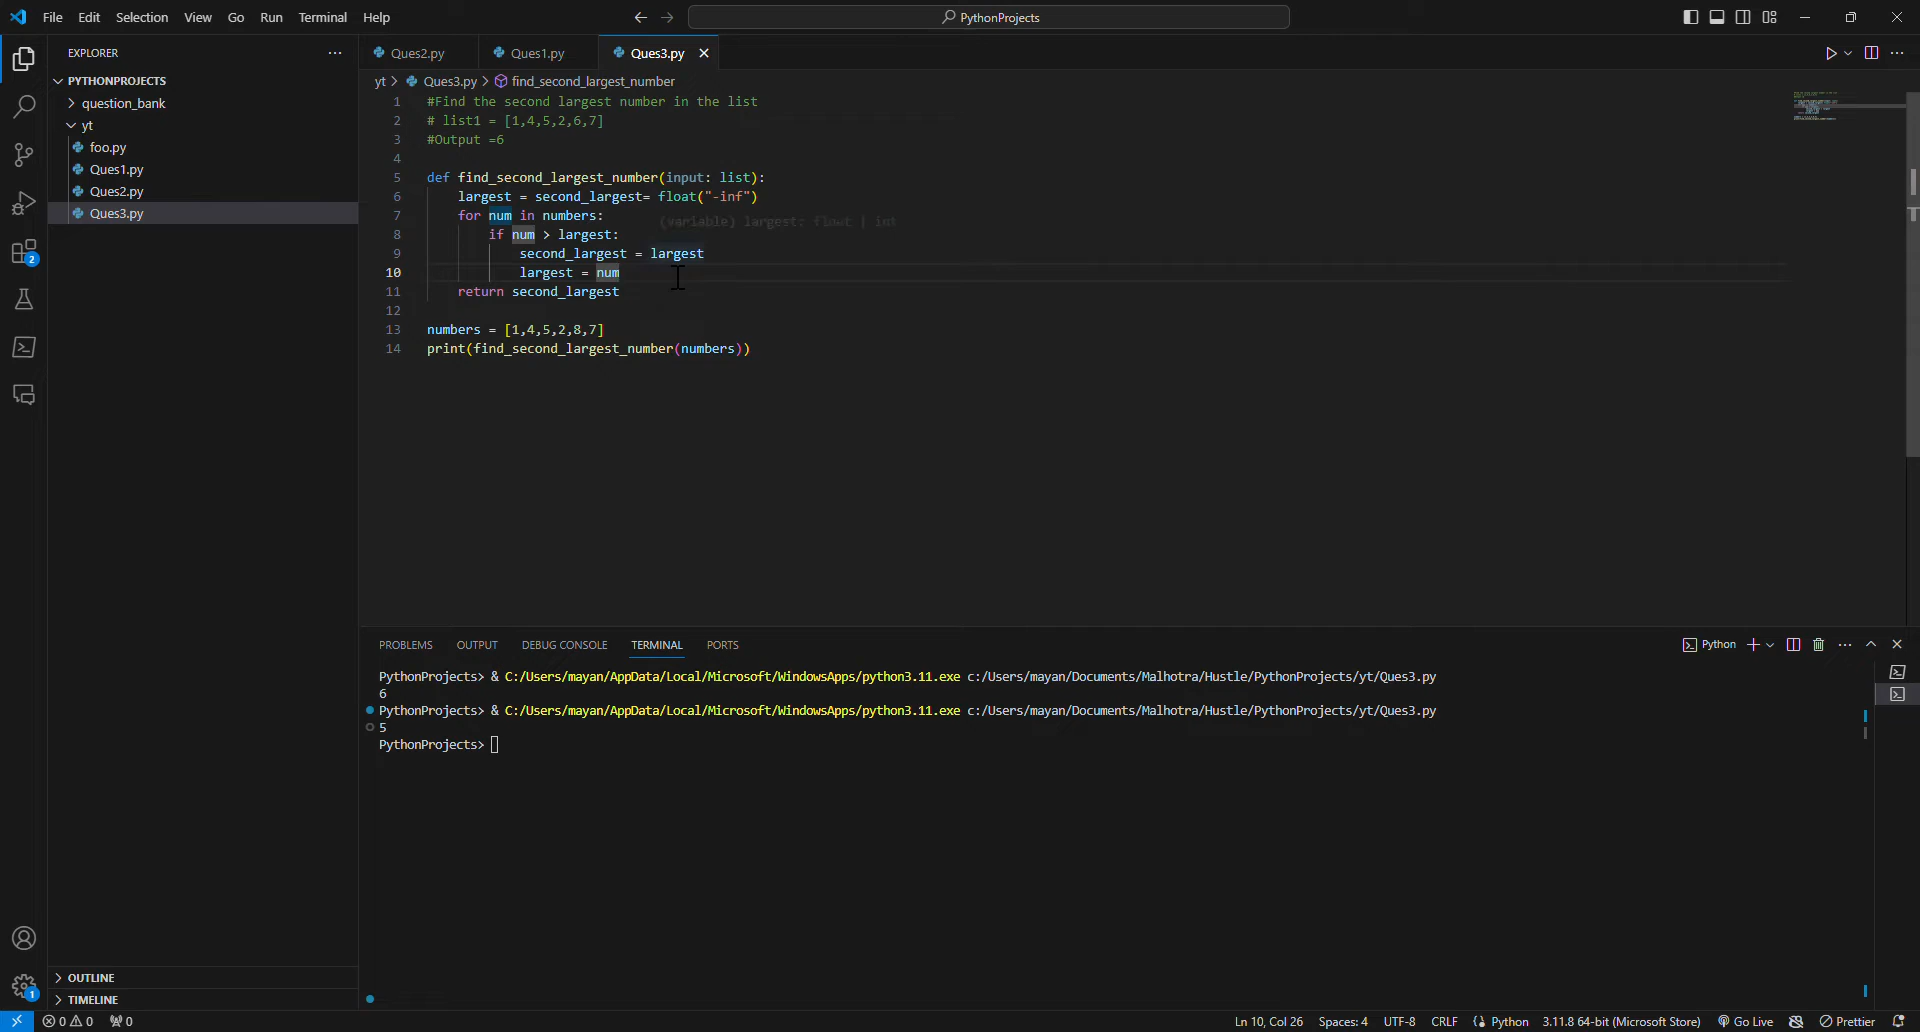 File Edit Selection View Go Run Terminal Help
PythonProjects
EXPLORER
PYTHONPROJECTS
question_bank
yt
foo.py
Ques1.py
Ques2.py
Ques3.py
OUTLINE
TIMELINE
Ques2.py Ques1.py Ques3.py
yt > Ques3.py > find_second_largest_number
1 #Find the second largest number in the list
2 # list1 = [1,4,5,2,6,7]
3 #Output =6
4
5 def find_second_largest_number(input: list):
6 largest = second_largest= float("-inf")
7 for num in numbers:
(variable) largest: float | int
8 if num > largest:
9 second_largest = largest
10 largest = num
11 return second_largest
12
13 numbers = [1,4,5,2,8,7]
14 print(find_second_largest_number(numbers))
PROBLEMS OUTPUT DEBUG CONSOLE TERMINAL PORTS
Python
PythonProjects> & C:/Users/mayan/AppData/Local/Microsoft/WindowsApps/python3.11.exe c:/Users/mayan/Documents/Malhotra/Hustle/PythonProjects/yt/Ques3.py
6
PythonProjects> & C:/Users/mayan/AppData/Local/Microsoft/WindowsApps/python3.11.exe c:/Users/mayan/Documents/Malhotra/Hustle/PythonProjects/yt/Ques3.py
5
PythonProjects>
2
1
0 0 0
Ln 10, Col 26 Spaces: 4 UTF-8 CRLF Python 3.11.8 64-bit (Microsoft Store) Go Live Prettier